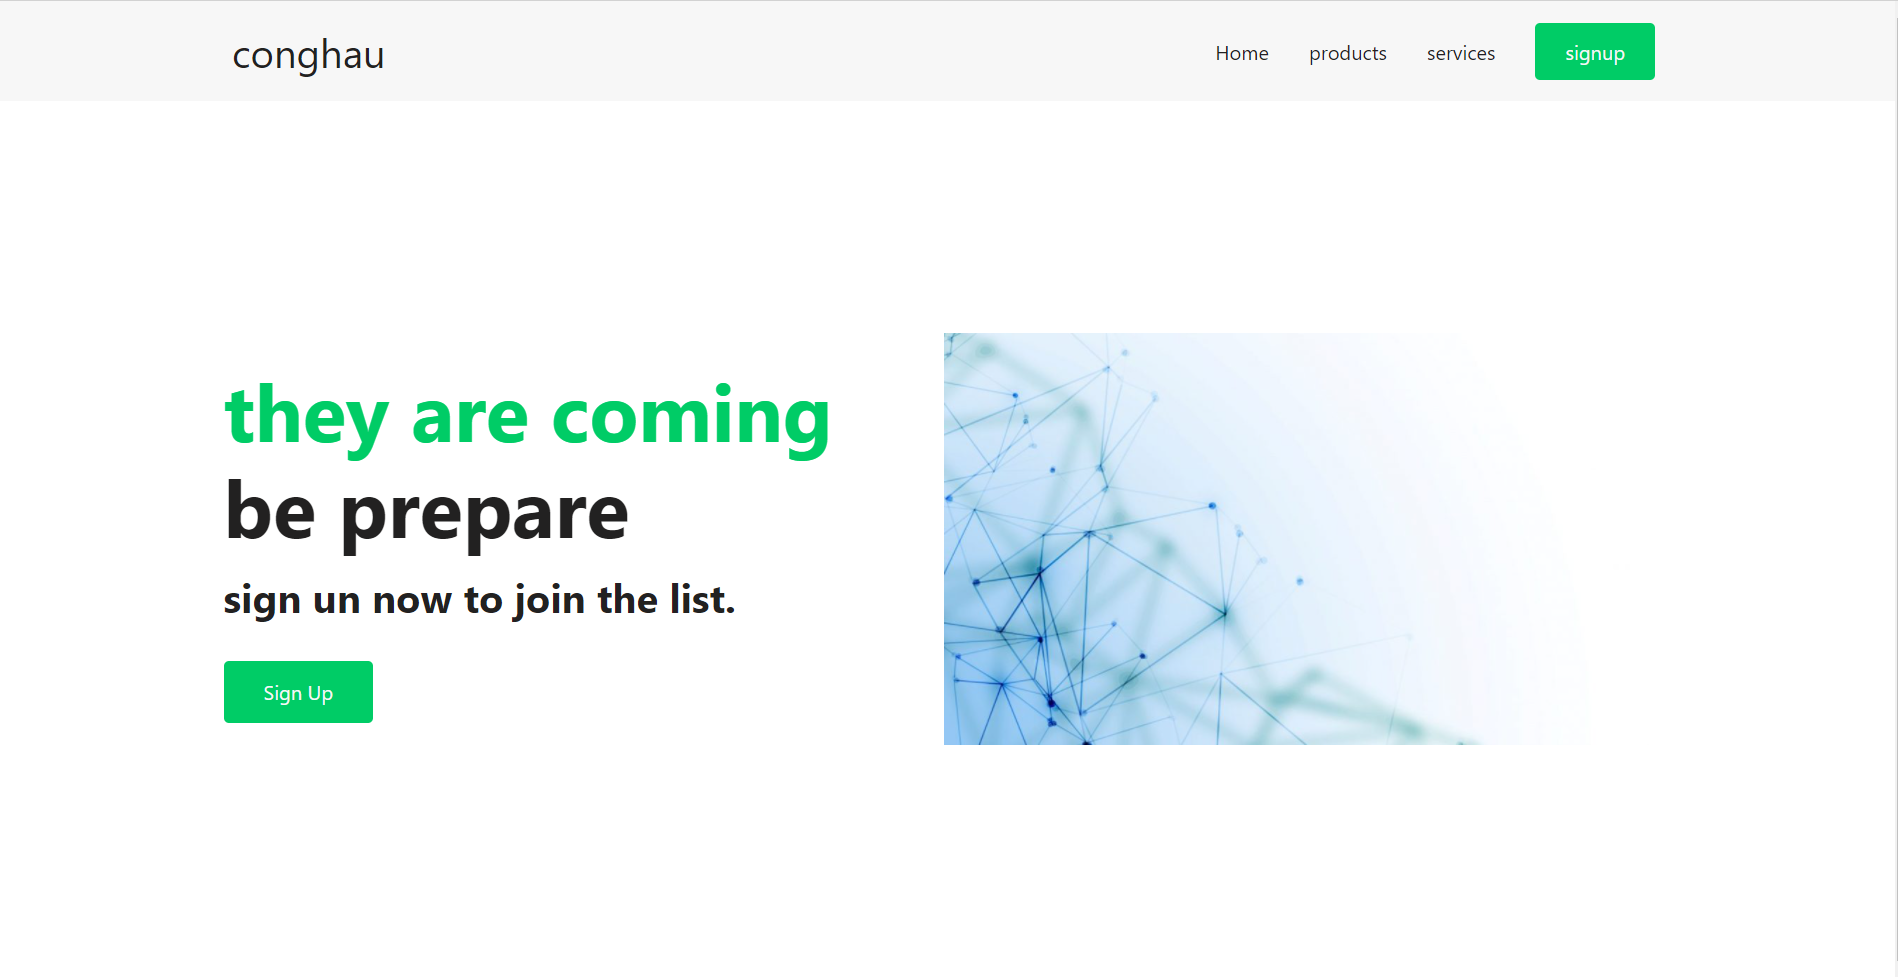 conghau
Home products services signup
they are coming
be prepare
sign un now to join the list.
Sign Up